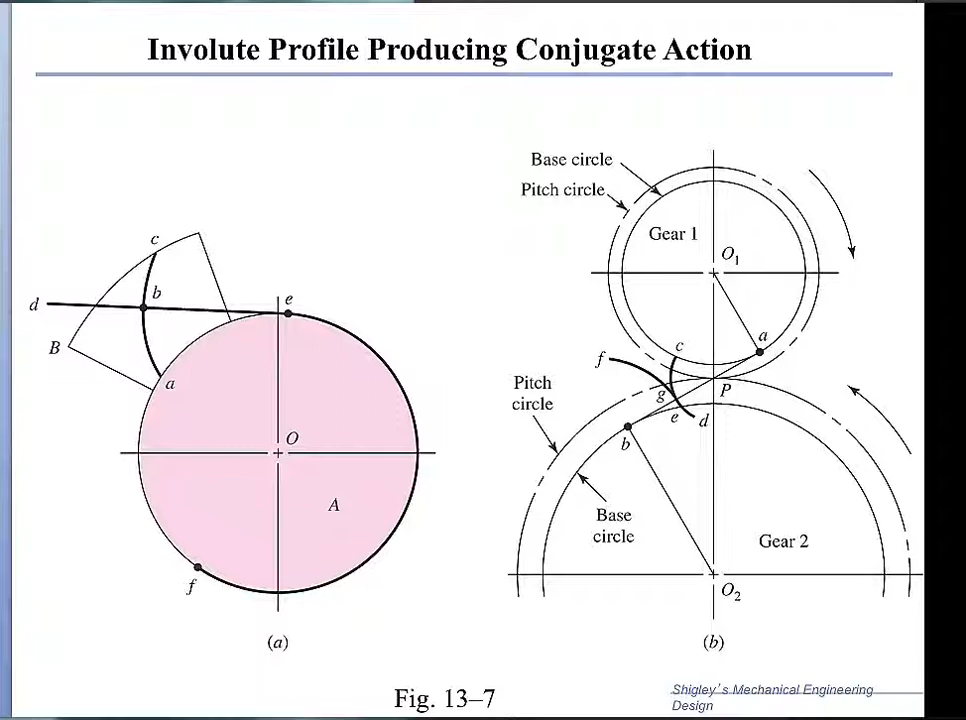 Involute Profile Producing Conjugate Action
c
d
b
e
B
a
O
A
f
(a)
Base circle
Pitch circle
Gear 1
O1
a
c
f
Pitch
circle
g
P
e
d
b
Base
circle
Gear 2
O2
(b)
Fig. 13–7
Shigley's Mechanical Engineering
Design